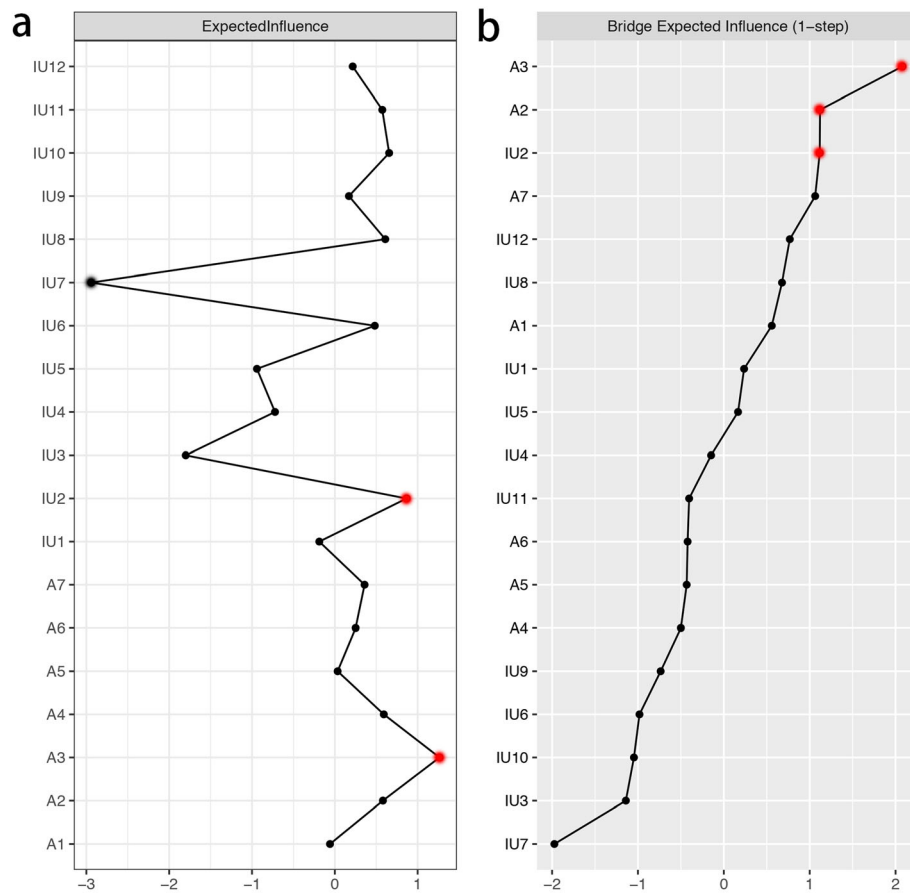 a
ExpectedInfluence
IU12
IU11
IU10
IU9
IU8
IU7
IU6
IU5
IU4
IU3
IU2
IU1
A7
A6
A5
A4
A3
A2
A1
−3 −2 −1 0 1
b
Bridge Expected Influence (1−step)
A3
A2
IU2
A7
IU12
IU8
A1
IU1
IU5
IU4
IU11
A6
A5
A4
IU9
IU6
IU10
IU3
IU7
−2 −1 0 1 2